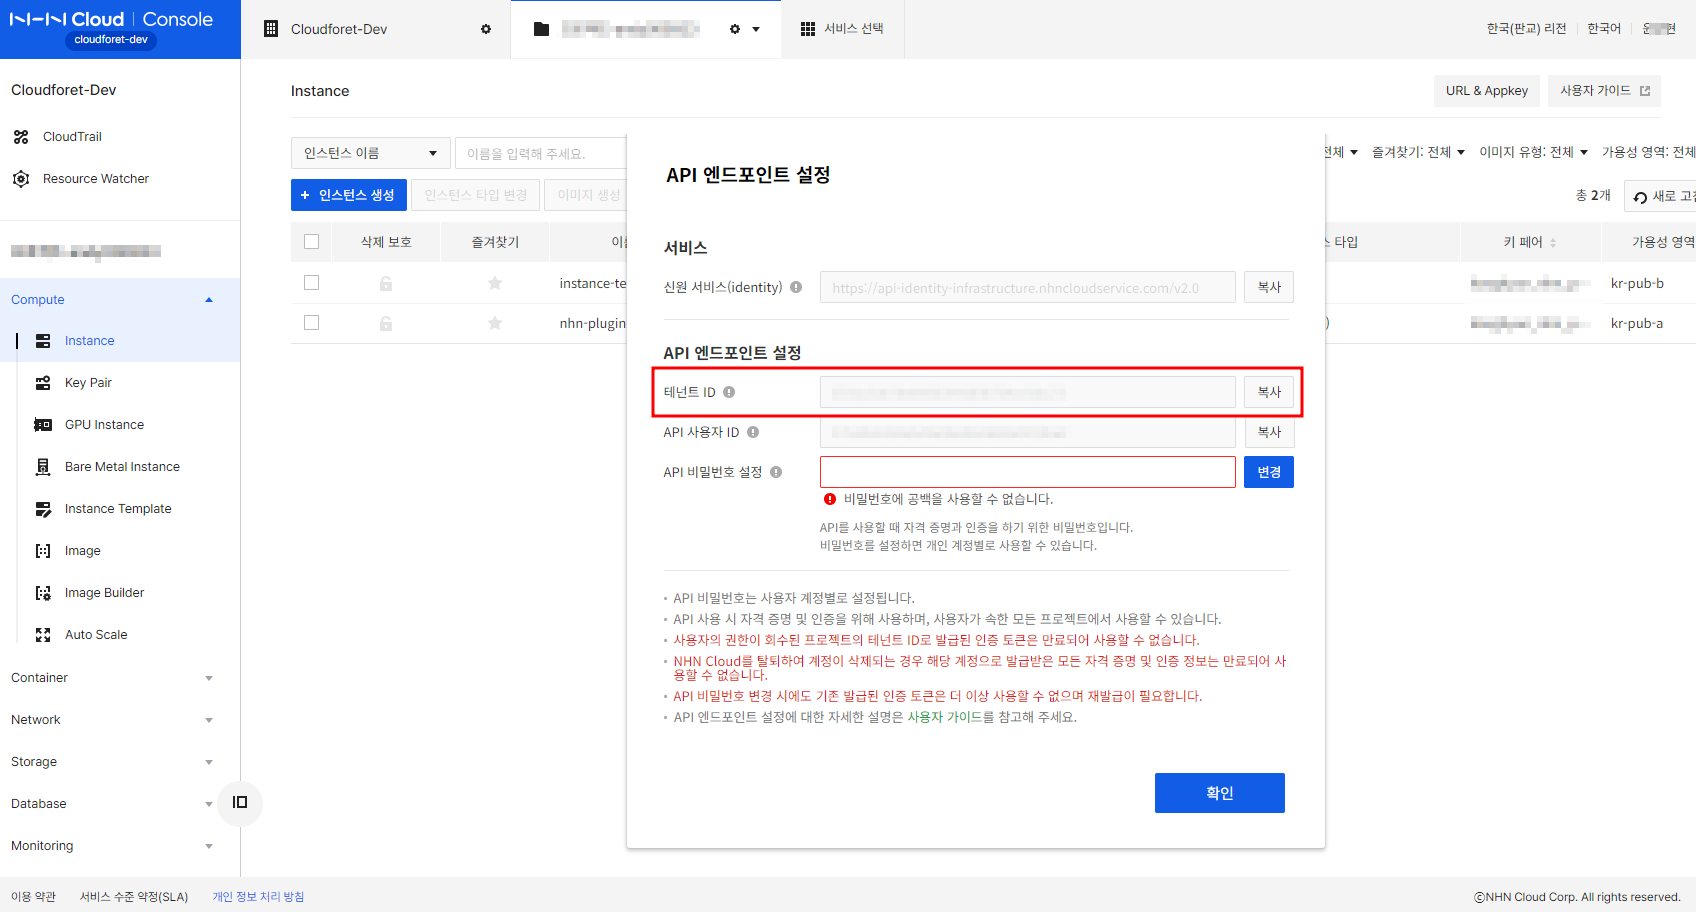 NHN Cloud | Console
cloudforet-dev
Cloudforet-Dev
서비스 선택
한국(판교) 리전
한국어
Cloudforet-Dev
CloudTrail
Resource Watcher
Compute
Instance
Key Pair
GPU Instance
Bare Metal Instance
Instance Template
Image
Image Builder
Auto Scale
Container
Network
Storage
Database
Monitoring
Instance
URL & Appkey
사용자 가이드
인스턴스 이름
이름을 입력해 주세요.
전체
즐겨찾기: 전체
이미지 유형: 전체
가용성 영역: 전체
+ 인스턴스 생성
인스턴스 타입 변경
이미지 생성
총 2개
새로 고침
삭제 보호
즐겨찾기
타입
키 페어
가용성 영역
instance-te
kr-pub-b
nhn-plugin
kr-pub-a
API 엔드포인트 설정
서비스
신원 서비스(identity)
https://api-identity-infrastructure.nhncloudservice.com/v2.0
복사
API 엔드포인트 설정
테넌트 ID
복사
API 사용자 ID
복사
API 비밀번호 설정
변경
비밀번호에 공백을 사용할 수 없습니다.
API를 사용할 때 자격 증명과 인증을 하기 위한 비밀번호입니다.
비밀번호를 설정하면 개인 계정별로 사용할 수 있습니다.
• API 비밀번호는 사용자 계정별로 설정됩니다.
• API 사용 시 자격 증명 및 인증을 위해 사용하며, 사용자가 속한 모든 프로젝트에서 사용할 수 있습니다.
• 사용자의 권한이 회수된 프로젝트의 테넌트 ID로 발급된 인증 토큰은 만료되어 사용할 수 없습니다.
• NHN Cloud를 탈퇴하여 계정이 삭제되는 경우 해당 계정으로 발급받은 모든 자격 증명 및 인증 정보는 만료되어 사
용할 수 없습니다.
• API 비밀번호 변경 시에도 기존 발급된 인증 토큰은 더 이상 사용할 수 없으며 재발급이 필요합니다.
• API 엔드포인트 설정에 대한 자세한 설명은 사용자 가이드를 참고해 주세요.
확인
이용 약관
서비스 수준 약정(SLA)
개인 정보 처리 방침
ⓒNHN Cloud Corp. All rights reserved.